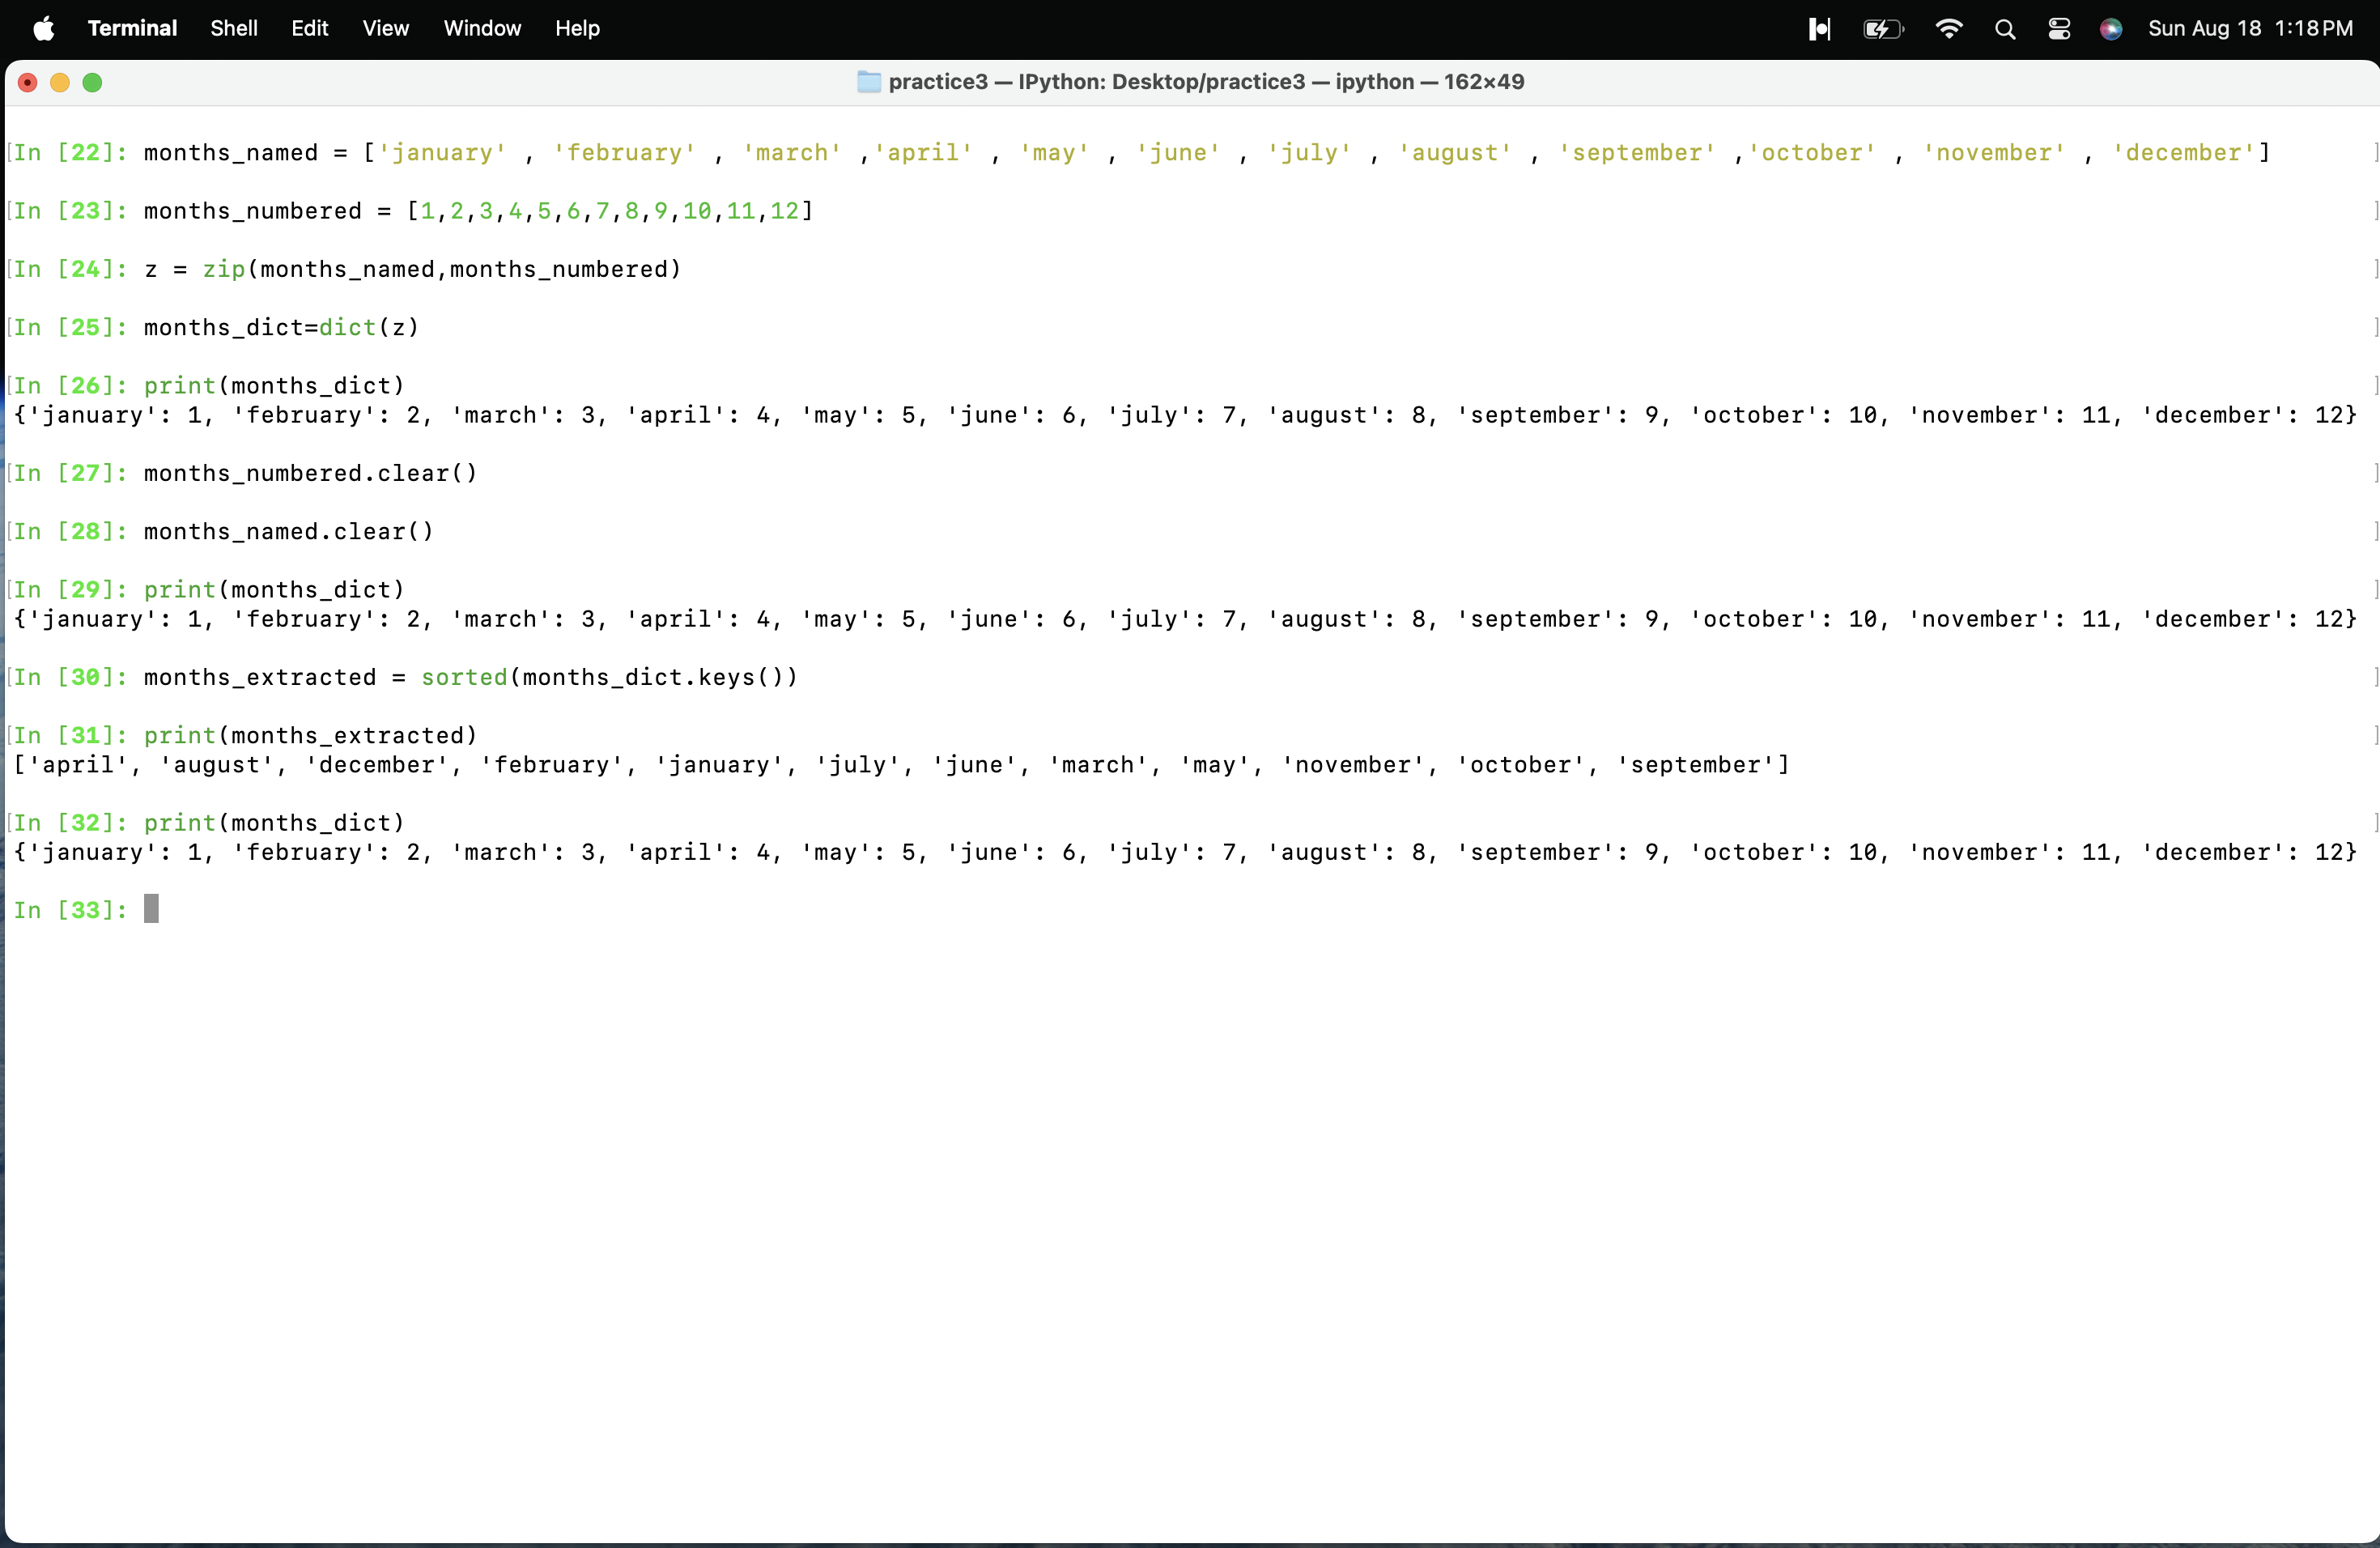 Terminal Shell Edit View Window Help Sun Aug 18 1:18 PM
practice3 — IPython: Desktop/practice3 — ipython — 162×49
In [22]: months_named = ['january' , 'february' , 'march' ,'april' , 'may' , 'june' , 'july' , 'august' , 'september' ,'october' , 'november' , 'december']
In [23]: months_numbered = [1,2,3,4,5,6,7,8,9,10,11,12]
In [24]: z = zip(months_named,months_numbered)
In [25]: months_dict=dict(z)
In [26]: print(months_dict)
{'january': 1, 'february': 2, 'march': 3, 'april': 4, 'may': 5, 'june': 6, 'july': 7, 'august': 8, 'september': 9, 'october': 10, 'november': 11, 'december': 12}
In [27]: months_numbered.clear()
In [28]: months_named.clear()
In [29]: print(months_dict)
{'january': 1, 'february': 2, 'march': 3, 'april': 4, 'may': 5, 'june': 6, 'july': 7, 'august': 8, 'september': 9, 'october': 10, 'november': 11, 'december': 12}
In [30]: months_extracted = sorted(months_dict.keys())
In [31]: print(months_extracted)
['april', 'august', 'december', 'february', 'january', 'july', 'june', 'march', 'may', 'november', 'october', 'september']
In [32]: print(months_dict)
{'january': 1, 'february': 2, 'march': 3, 'april': 4, 'may': 5, 'june': 6, 'july': 7, 'august': 8, 'september': 9, 'october': 10, 'november': 11, 'december': 12}
In [33]: